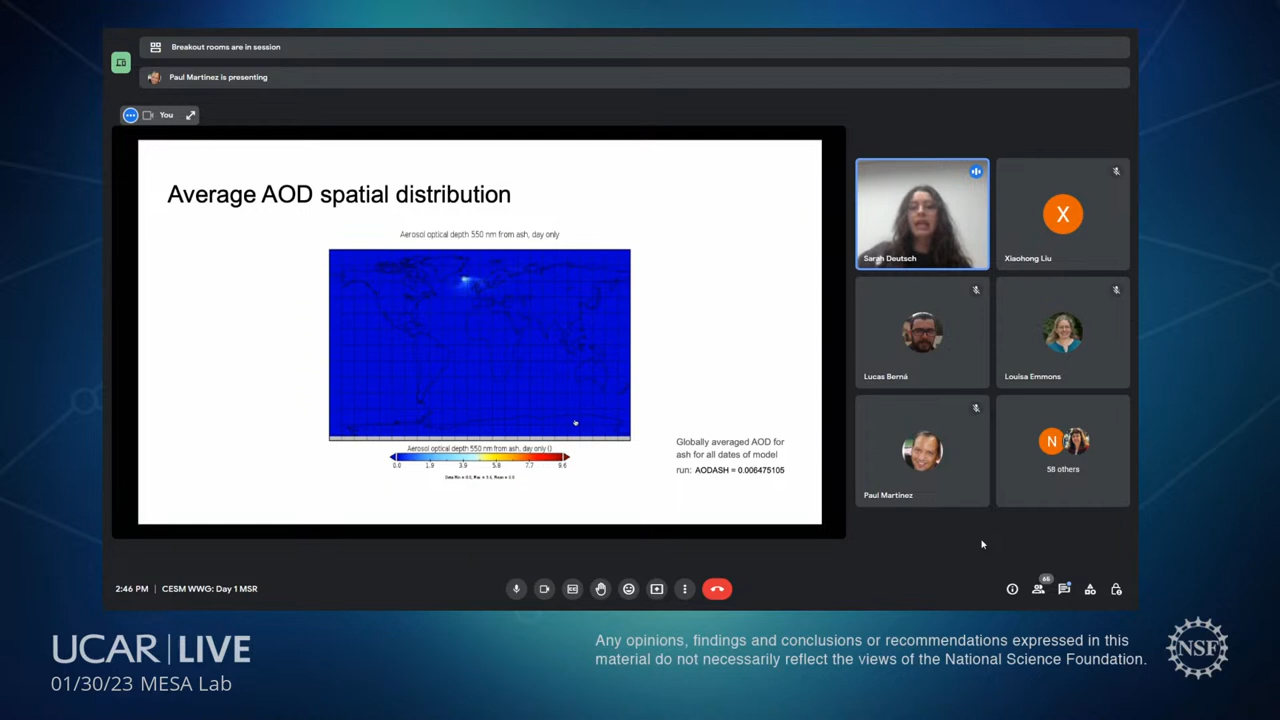 Breakout rooms are in session
Paul Martinez is presenting
You
Average AOD spatial distribution
Aerosol optical depth 550 nm from ash, day only
Aerosol optical depth 550 nm from ash, day only ()
0.0 1.9 3.9 5.8 7.7 9.6
Globally averaged AOD for
ash for all dates of model
run: AODASH = 0.006475105
Sarah Deutsch
X
Xiaohong Liu
Lucas Berná
Louisa Emmons
Paul Martinez
N
58 others
2:46 PM | CESM WWG: Day 1 MSR
CC
65
UCAR | LIVE
01/30/23 MESA Lab
Any opinions, findings and conclusions or recommendations expressed in this
material do not necessarily reflect the views of the National Science Foundation.
NSF